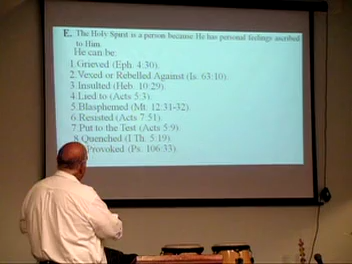 E. The Holy Spirit is a person because He has personal feelings ascribed
to Him.
He can be:
1.Grieved (Eph. 4:30).
2.Vexed or Rebelled Against (Is. 63:10).
3.Insulted (Heb. 10:29).
4.Lied to (Acts 5:3).
5.Blasphemed (Mt. 12:31-32).
6.Resisted (Acts 7:51).
7.Put to the Test (Acts 5:9)
8.Quenched (I Th. 5:19).
Provoked (Ps. 106:33).